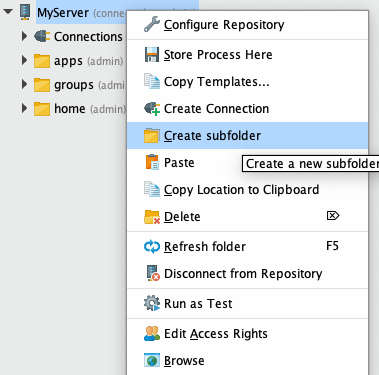 MyServer (connec
Connections
apps (admin)
groups (admin)
home (admin)
Configure Repository
Store Process Here
Copy Templates...
Create Connection
Create subfolder
Paste
Create a new subfolder
Copy Location to Clipboard
Delete ⌦
Refresh folder F5
Disconnect from Repository
Run as Test
Edit Access Rights
Browse